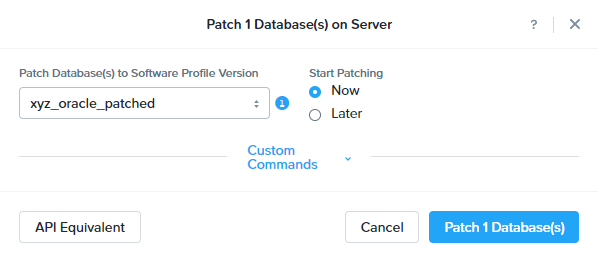 Patch 1 Database(s) on Server
?
Patch Database(s) to Software Profile Version
xyz_oracle_patched
i
Start Patching
Now
Later
Custom
Commands
API Equivalent
Cancel
Patch 1 Database(s)